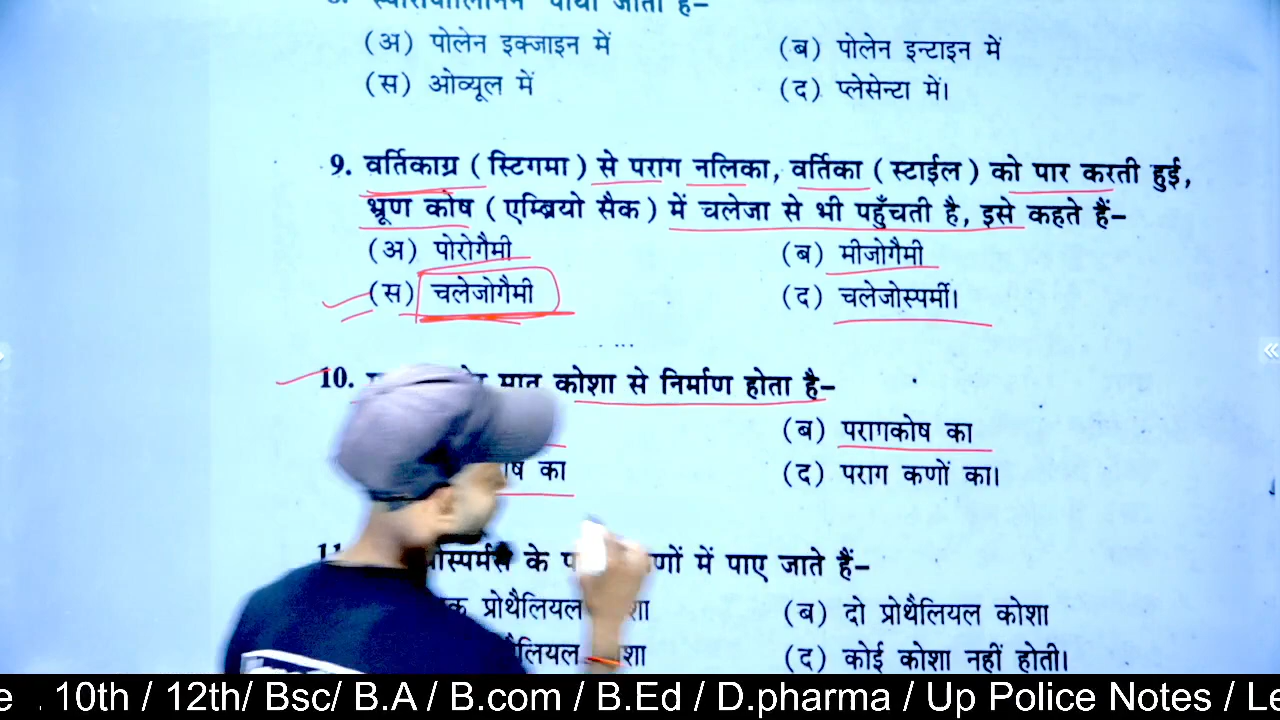 पोलेन इक्जाइन में
(अ) पोलेन इक्जाइन में (ब) पोलेन इन्टाइन में
(स) ओव्यूल में (द) प्लेसेन्टा में।
9. वर्तिकाग्र (स्टिगमा) से पराग नलिका, वर्तिका (स्टाईल) को पार करती हुई,
भ्रूण कोष (एम्ब्रियो सैक) में चलेजा से भी पहुँचती है, इसे कहते हैं-
(अ) पोरोगैमी (ब) मीजोगैमी
(स) चलेजोगैमी (द) चलेजोस्पर्मी।
10. कोशा से निर्माण होता है-
(ब) परागकोष का
का (द) पराग कणों का।
के में पाए जाते हैं-
प्रोथैलियल (ब) दो प्रोथैलियल कोशा
(द) कोई कोशा नहीं होती।
10th / 12th/ Bsc/ B.A / B.com / B.Ed / D.pharma / Up Police Notes /